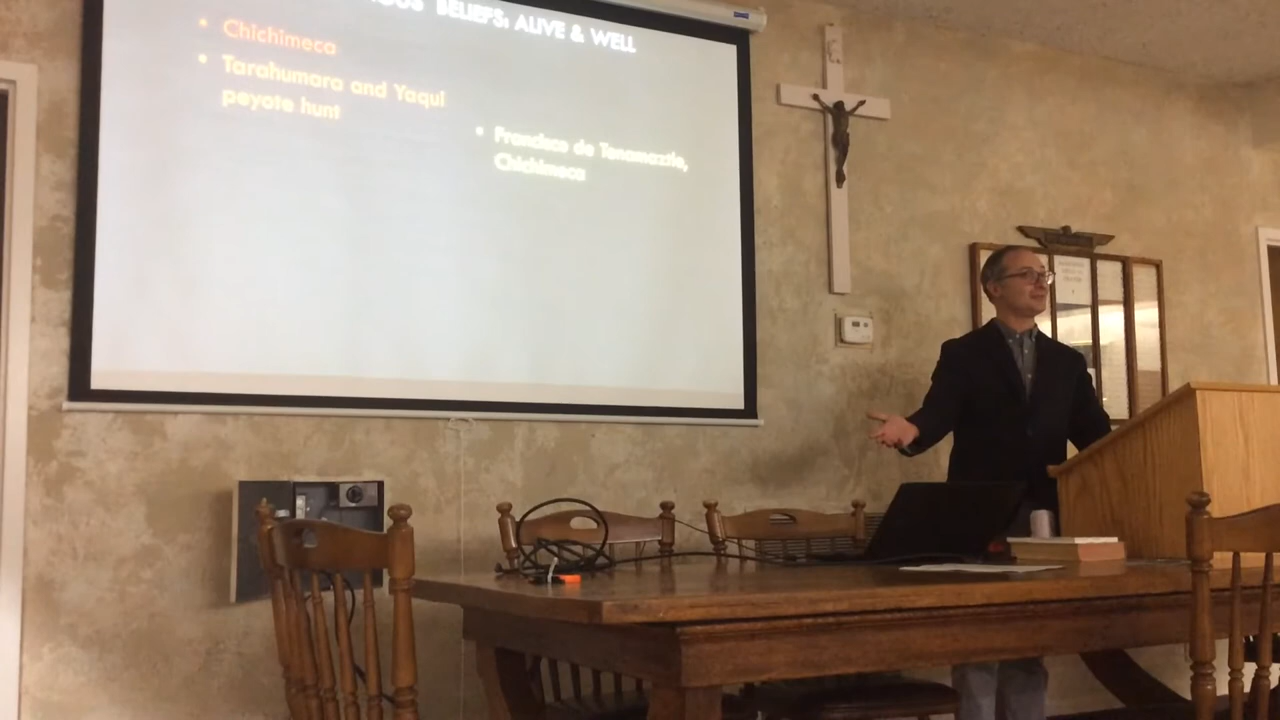 BELIEFS, ALIVE & WELL
• Chichimeca
• Tarahumara and Yaqui
peyote hunt
• Francisco de Tenamaztle,
Chichimeca